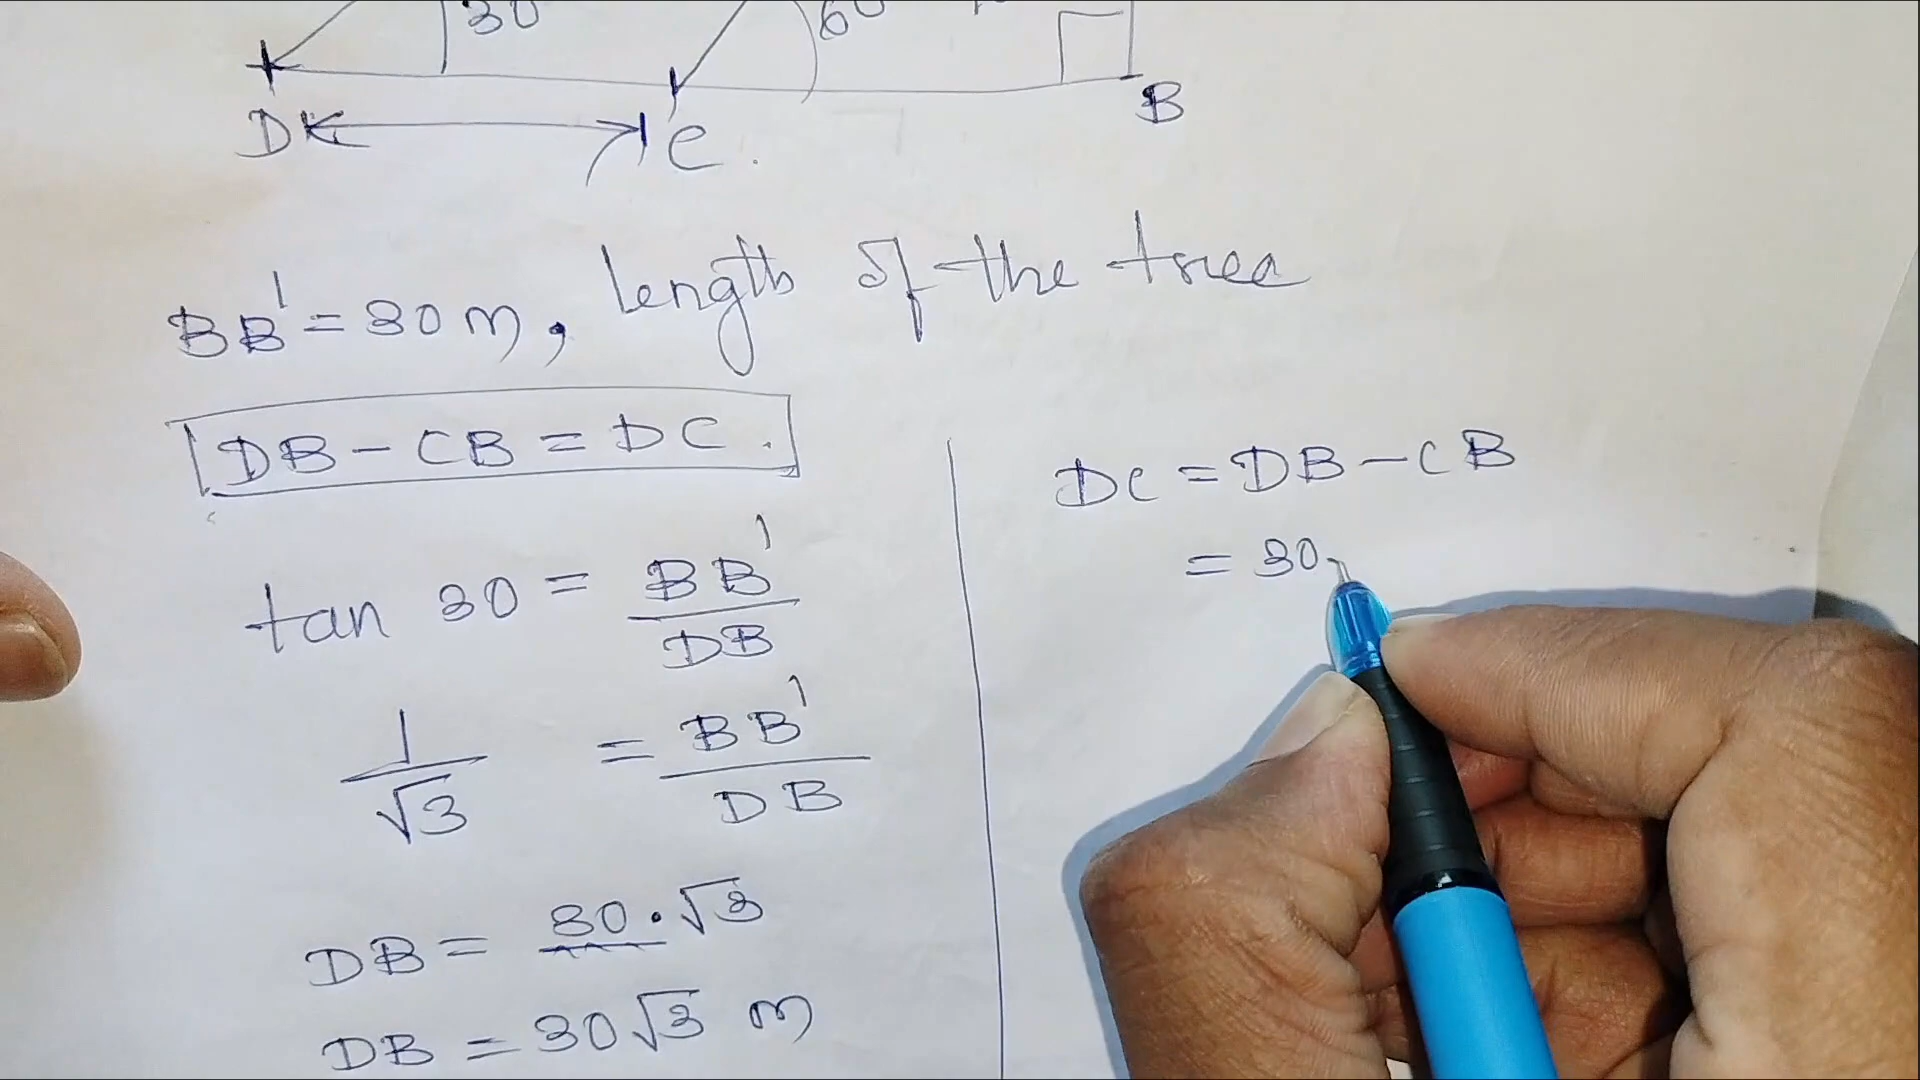 30 60
D C. B
BB' = 30 m, length of the tree
DB - CB = DC.
tan 30 = BB' / DB
1 / √3 = BB' / DB
DB = 30 . √3
DB = 30√3 m
DC = DB - CB
= 30